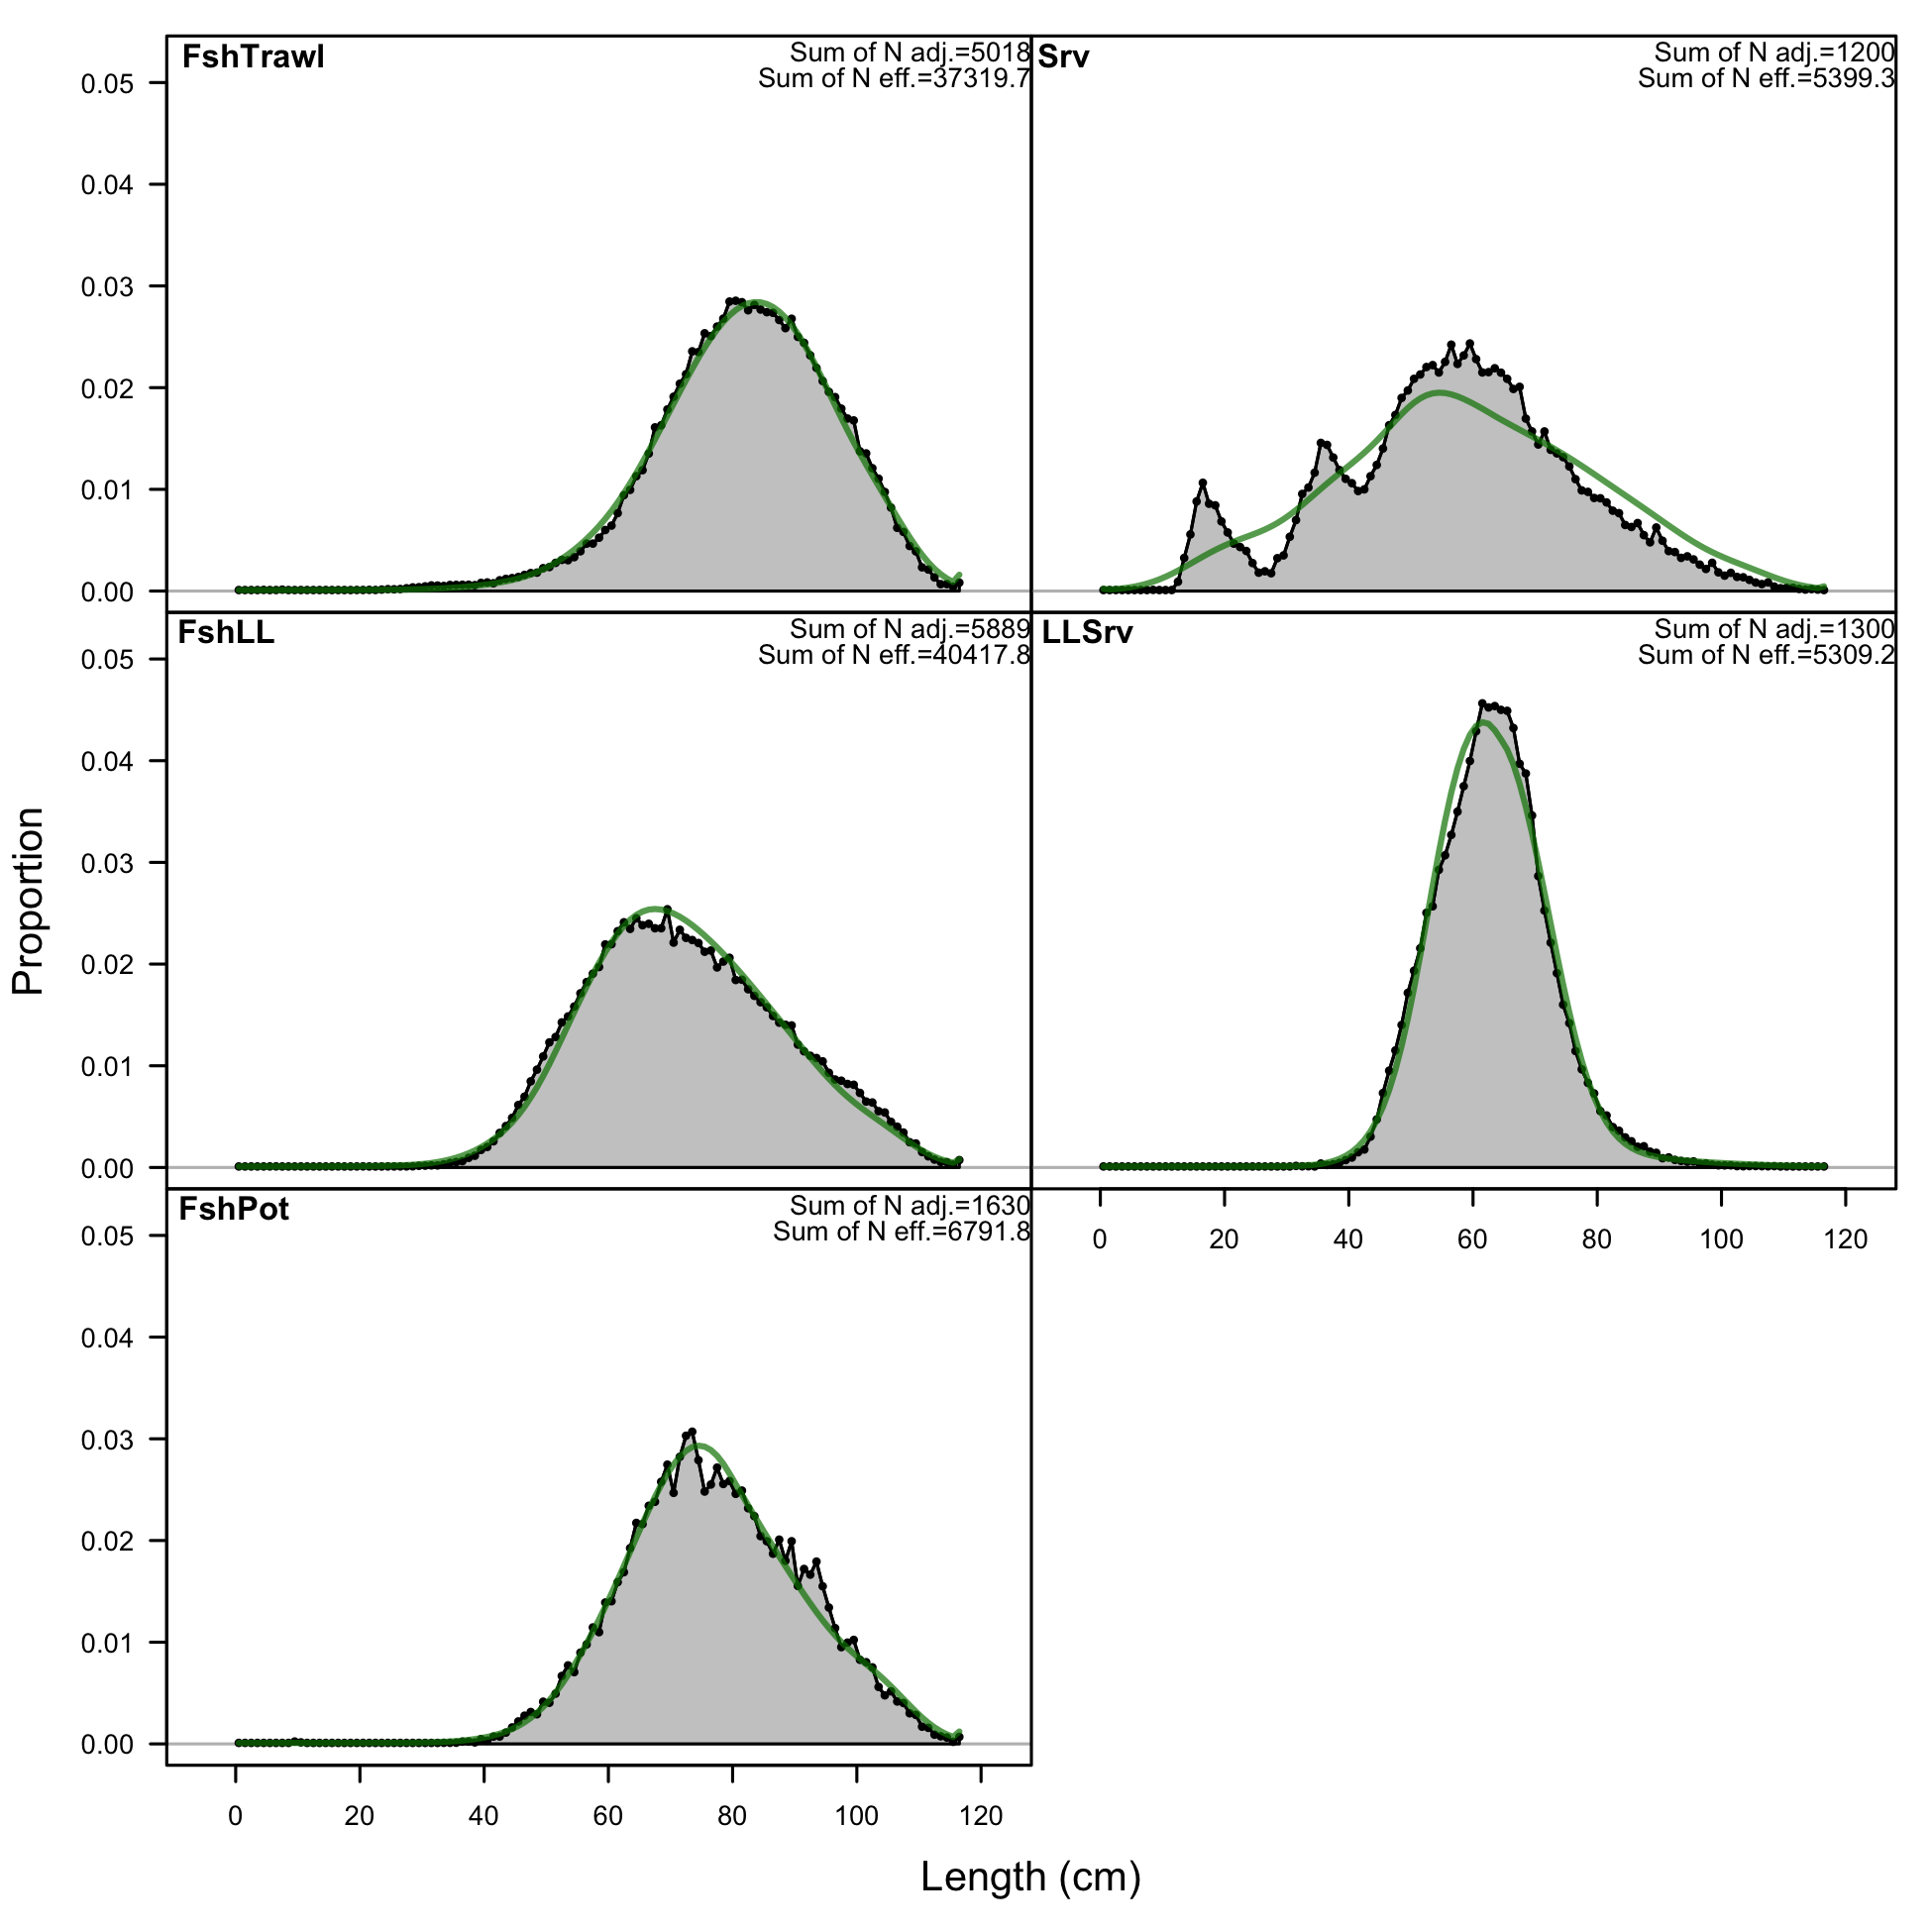 FshTrawl
Sum of N adj.=5018
Sum of N eff.=37319.7
0.05
0.04
0.03
0.02
0.01
0.00
Srv
Sum of N adj.=1200
Sum of N eff.=5399.3
FshLL
Sum of N adj.=5889
Sum of N eff.=40417.8
0.05
0.04
0.03
0.02
0.01
0.00
LLSrv
Sum of N adj.=1300
Sum of N eff.=5309.2
0 20 40 60 80 100 120
FshPot
Sum of N adj.=1630
Sum of N eff.=6791.8
0.05
0.04
0.03
0.02
0.01
0.00
0 20 40 60 80 100 120
Proportion
Length (cm)